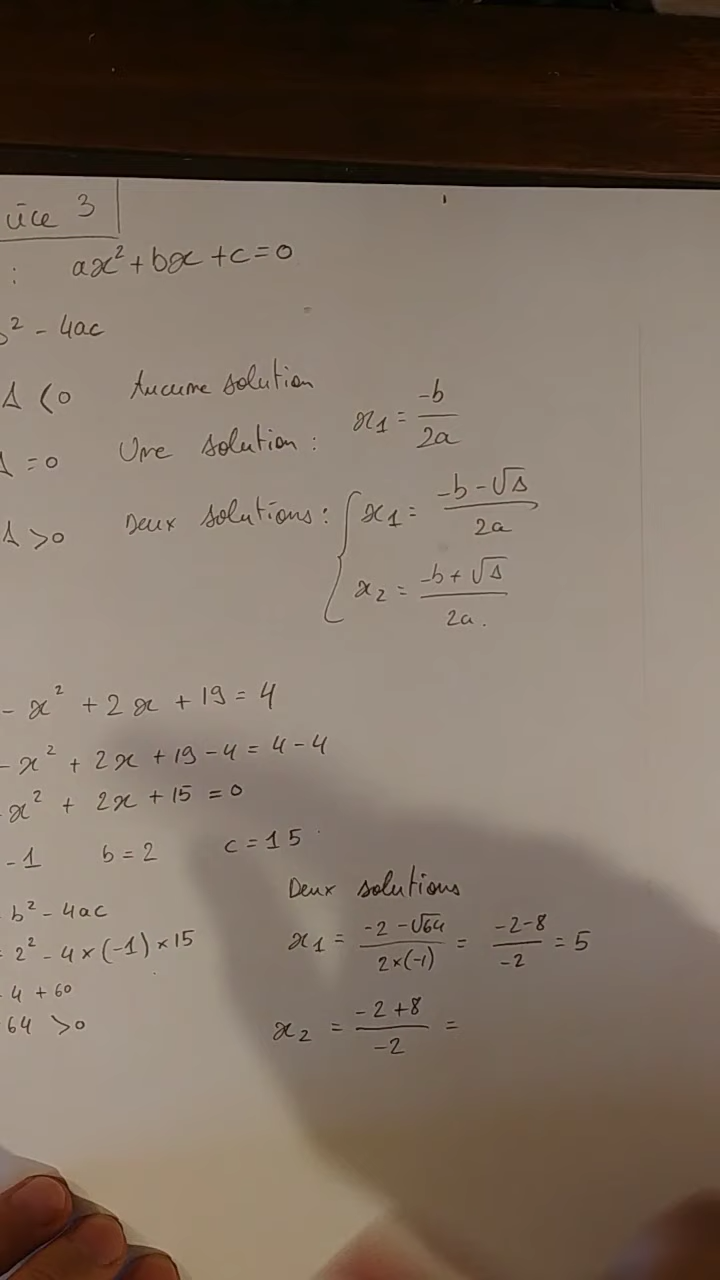 ice 3
: ax² + bx + c = 0
b² - 4ac
Δ < 0 Aucune solution
Δ = 0 Une solution : x1 = -b / 2a
Δ > 0 Deux solutions : { x1 = (-b - √Δ) / 2a
x2 = (-b + √Δ) / 2a.
- x² + 2x + 19 = 4
- x² + 2x + 19 - 4 = 4 - 4
x² + 2x + 15 = 0
-1 b = 2 c = 15
Deux solutions
b² - 4ac
= 2² - 4 × (-1) × 15
4 + 60
64 > 0
x1 = (-2 - √64) / (2×(-1)) = (-2-8) / -2 = 5
x2 = (-2+8) / -2 =